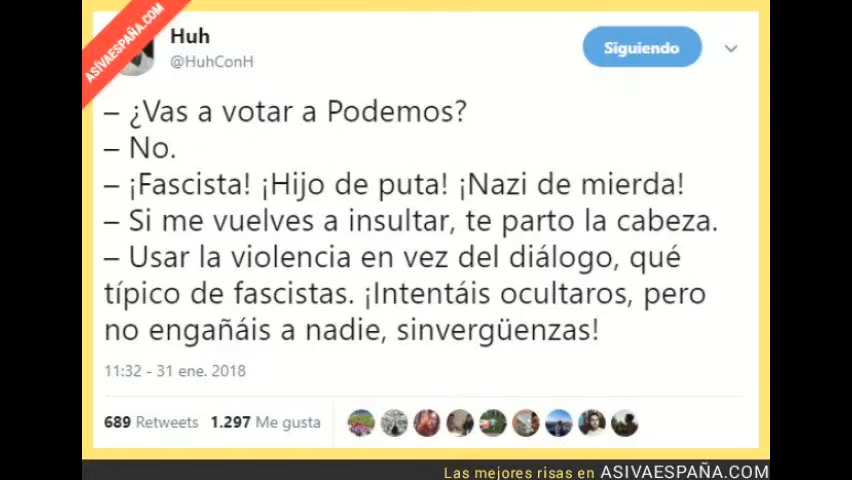 ASÍVAESPAÑA.COM
Huh
@HuhConH
Siguiendo
– ¿Vas a votar a Podemos?
– No.
– ¡Fascista! ¡Hijo de puta! ¡Nazi de mierda!
– Si me vuelves a insultar, te parto la cabeza.
– Usar la violencia en vez del diálogo, qué
típico de fascistas. ¡Intentáis ocultaros, pero
no engañáis a nadie, sinvergüenzas!
11:32 - 31 ene. 2018
689 Retweets 1.297 Me gusta
Las mejores risas en ASIVAESPAÑA.COM